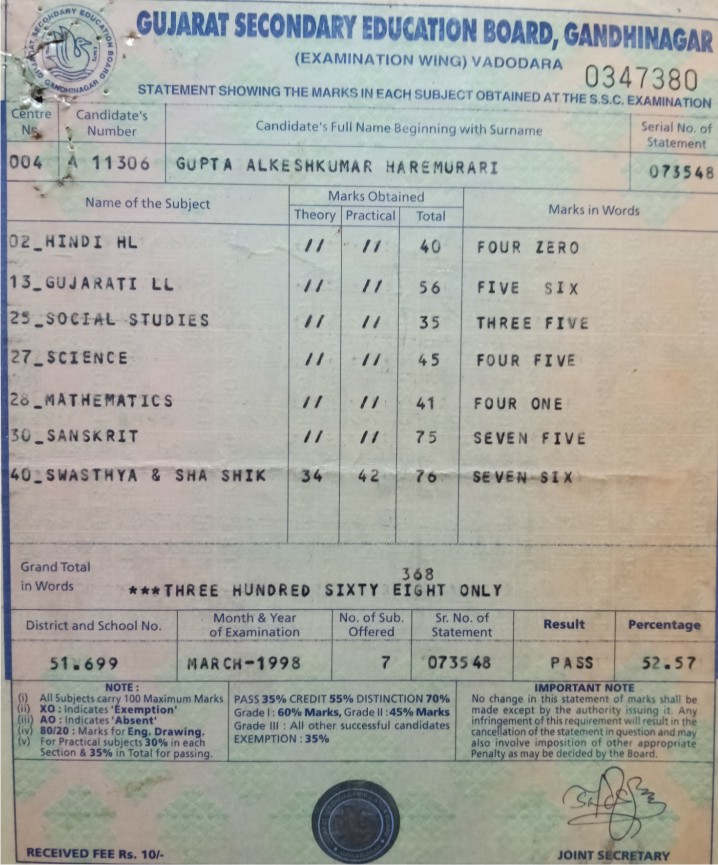 GUJARAT SECONDARY EDUCATION BOARD, GANDHINAGAR
(EXAMINATION WING) VADODARA
0347380
STATEMENT SHOWING THE MARKS IN EACH SUBJECT OBTAINED AT THE S.S.C. EXAMINATION
Centre No. Candidate's Number Candidate's Full Name Beginning with Surname Serial No. of Statement
004 A 11306 GUPTA ALKESHKUMAR HAREMURARI 073548
Name of the Subject Marks Obtained Marks in Words
Theory Practical Total
02_HINDI HL // // 40 FOUR ZERO
13_GUJARATI LL // // 56 FIVE SIX
25_SOCIAL STUDIES // // 35 THREE FIVE
27_SCIENCE // // 45 FOUR FIVE
28_MATHEMATICS // // 41 FOUR ONE
30_SANSKRIT // // 75 SEVEN FIVE
40_SWASTHYA & SHA SHIK 34 42 76 SEVEN SIX
Grand Total 368
in Words ***THREE HUNDRED SIXTY EIGHT ONLY
District and School No. Month & Year of Examination No. of Sub. Offered Sr. No. of Statement Result Percentage
51.699 MARCH-1998 7 073548 PASS 52.57
NOTE :
(i) All Subjects carry 100 Maximum Marks
(ii) XO : Indicates 'Exemption'
(iii) AO : Indicates 'Absent'
(iv) 80/20 : Marks for Eng. Drawing.
(v) For Practical subjects 30% in each
Section & 35% in Total for passing.
PASS 35% CREDIT 55% DISTINCTION 70%
Grade I : 60% Marks, Grade II : 45% Marks
Grade III : All other successful candidates
EXEMPTION : 35%
IMPORTANT NOTE
No change in this statement of marks shall be
made except by the authority issuing it. Any
infringement of this requirement will result in the
cancellation of the statement in question and may
also involve imposition of other appropriate
Penalty as may be decided by the Board.
RECEIVED FEE Rs. 10/-
JOINT SECRETARY